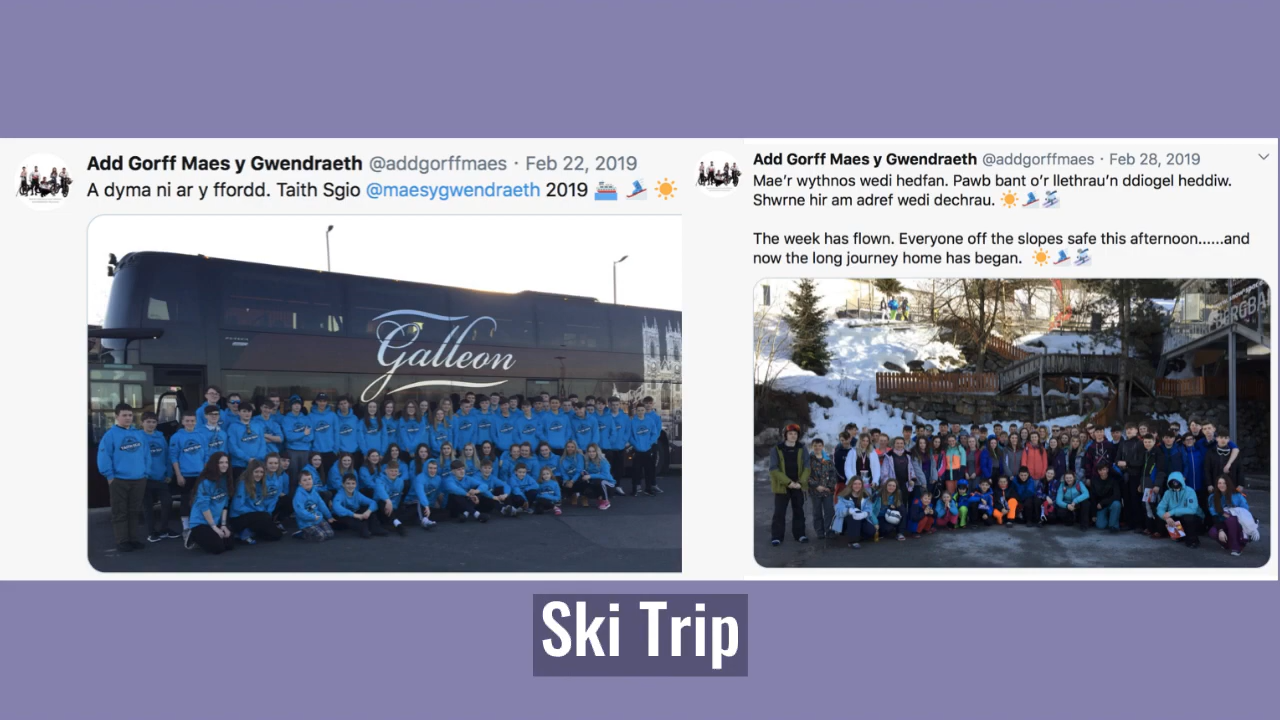 Add Gorff Maes y Gwendraeth @addgorffmaes · Feb 22, 2019
A dyma ni ar y ffordd. Taith Sgio @maesygwendraeth 2019 🚢 🎿 ☀️
Galleon
Add Gorff Maes y Gwendraeth @addgorffmaes · Feb 28, 2019
Mae'r wythnos wedi hedfan. Pawb bant o'r llethrau'n ddiogel heddiw.
Shwrne hir am adref wedi dechrau. ☀️🎿🏂
The week has flown. Everyone off the slopes safe this afternoon......and
now the long journey home has began. ☀️🎿🏂
Ski Trip